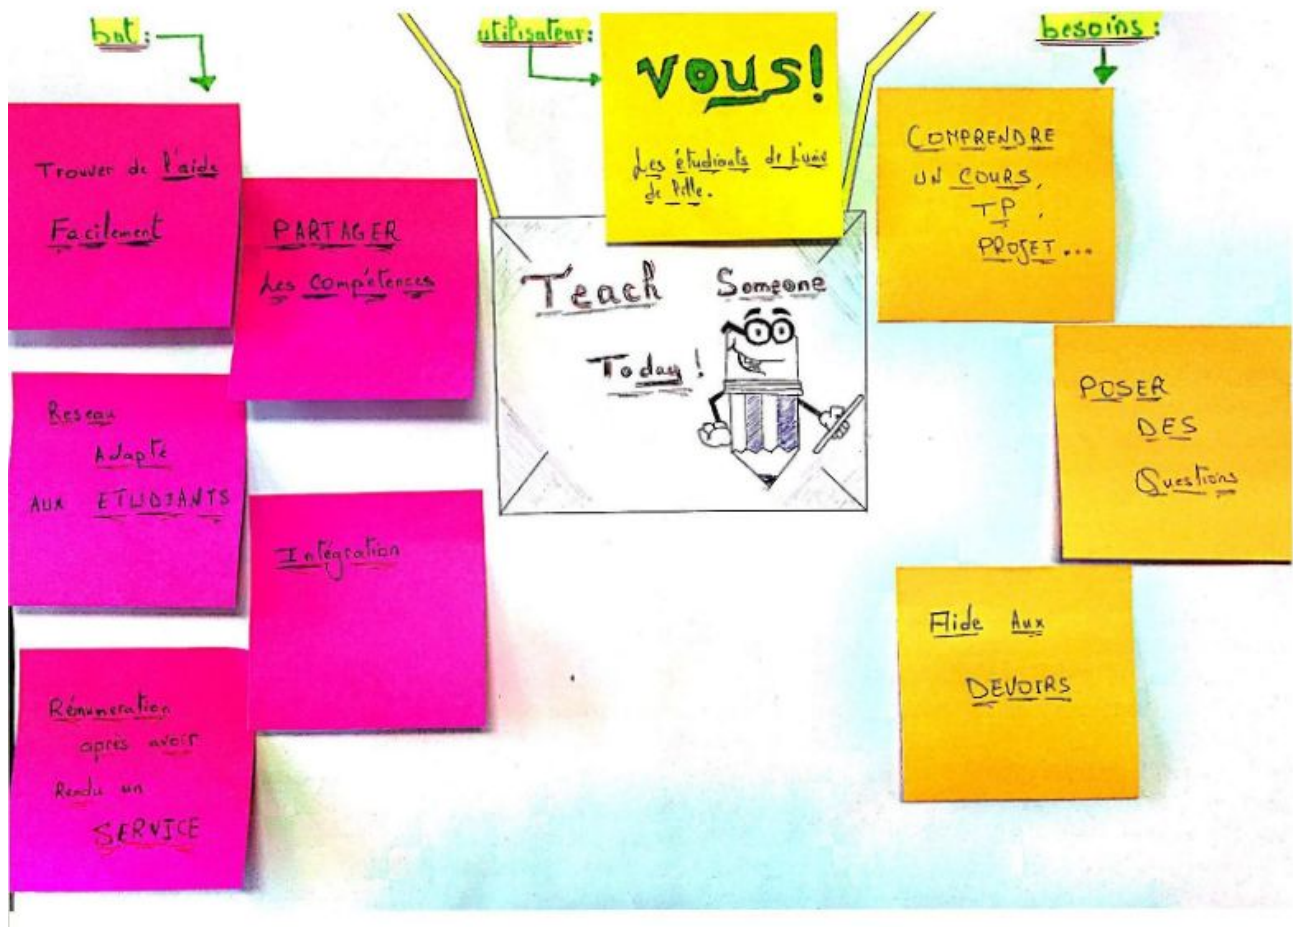 but :
utilisateur :
besoins :
Trouver de l'aide
Facilement
PARTAGER
Les Compétences
Reseau
Adapté
AUX ETUDIANTS
Intégration
Rémuneration
après avoir
Rendu un
SERVICE
VOUS!
Les étudiants de l'univ
de lille.
Teach Someone
Today !
COMPRENDRE
UN COURS,
TP,
PROJET...
POSER
DES
Questions
Aide Aux
DEVOIRS